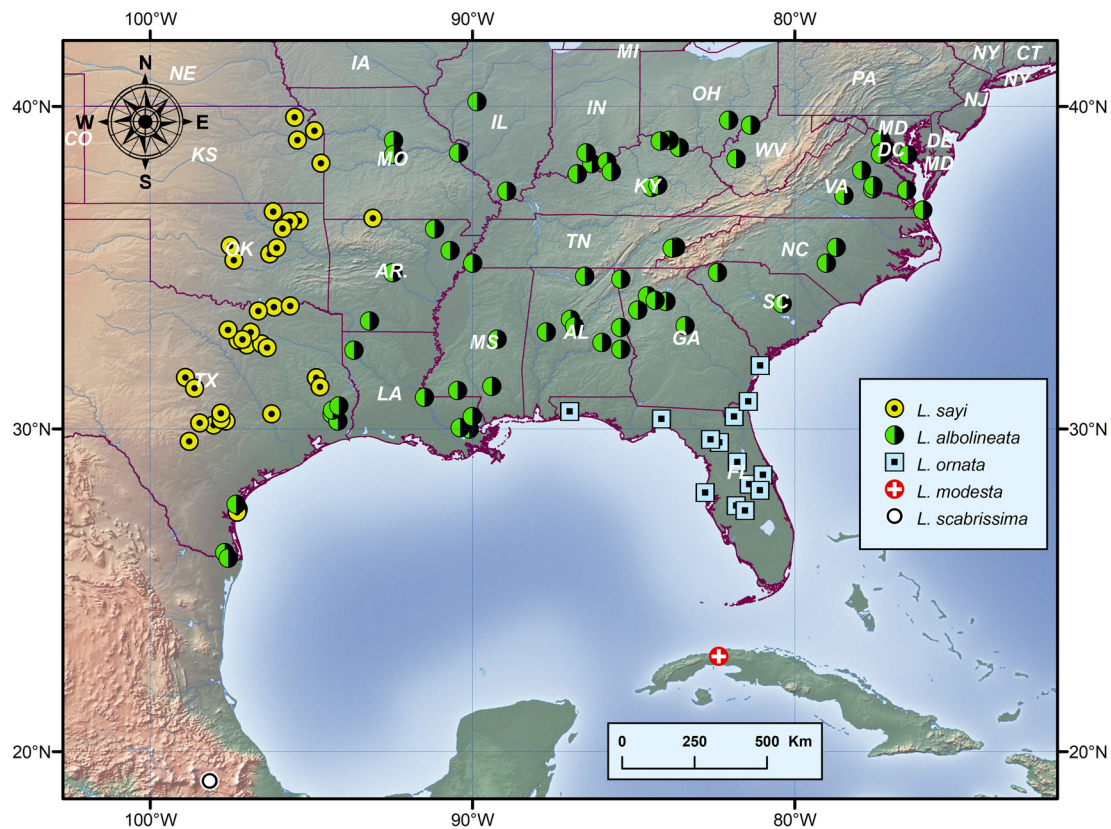 100°W 90°W 80°W
MI NY CT
N NE IA PA NY
IN OH NJ
40°N 40°N
W E IL MD DE
CO KS MO WV DC MD
S KY VA
OK TN NC
AR.
SC
MS AL GA
TX LA
L. sayi
30°N L. albolineata 30°N
FL L. ornata
L. modesta
L. scabrissima
0 250 500 Km
20°N 20°N
100°W 90°W 80°W